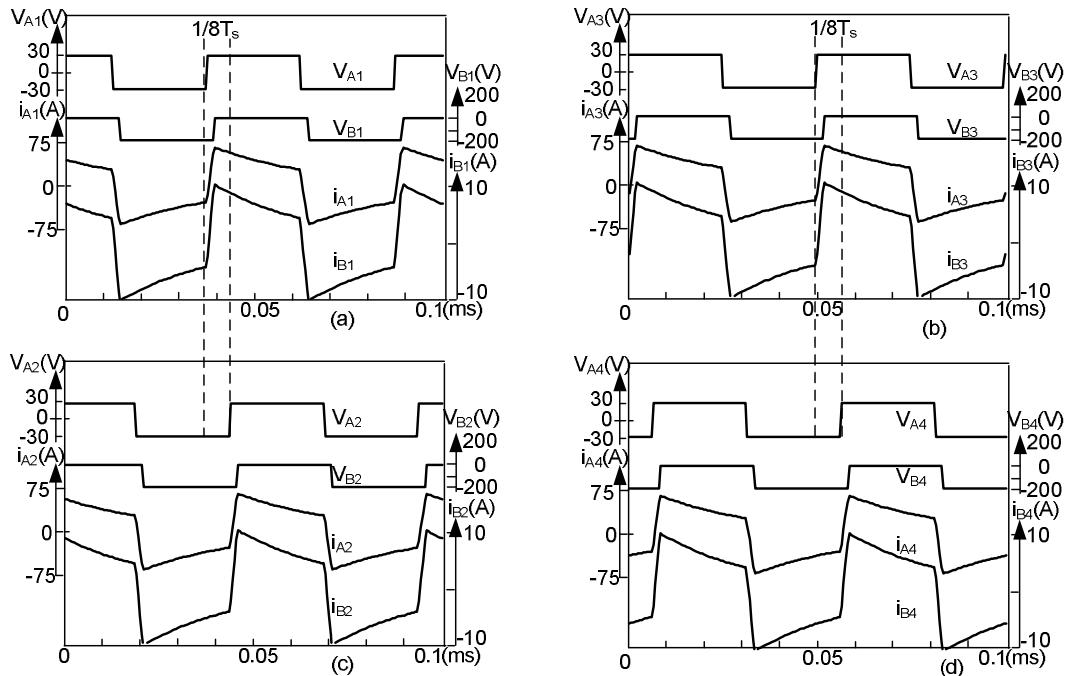 V_A1(V)
1/8T_s
30
0
-30
V_A1
V_B1(V)
200
0
-200
i_A1(A)
V_B1
75
0
-75
i_B1(A)
10
-10
i_A1
i_B1
0
0.05
0.1(ms)
(a)
V_A3(V)
1/8T_s
30
0
-30
V_A3
V_B3(V)
200
0
-200
i_A3(A)
V_B3
75
0
-75
i_B3(A)
10
-10
i_A3
i_B3
0
0.05
0.1(ms)
(b)
V_A2(V)
30
0
-30
V_A2
V_B2(V)
200
0
-200
i_A2(A)
V_B2
75
0
-75
i_B2(A)
10
-10
i_A2
i_B2
0
0.05
0.1(ms)
(c)
V_A4(V)
30
0
-30
V_A4
V_B4(V)
200
0
-200
i_A4(A)
V_B4
75
0
-75
i_B4(A)
10
-10
i_A4
i_B4
0
0.05
0.1(ms)
(d)